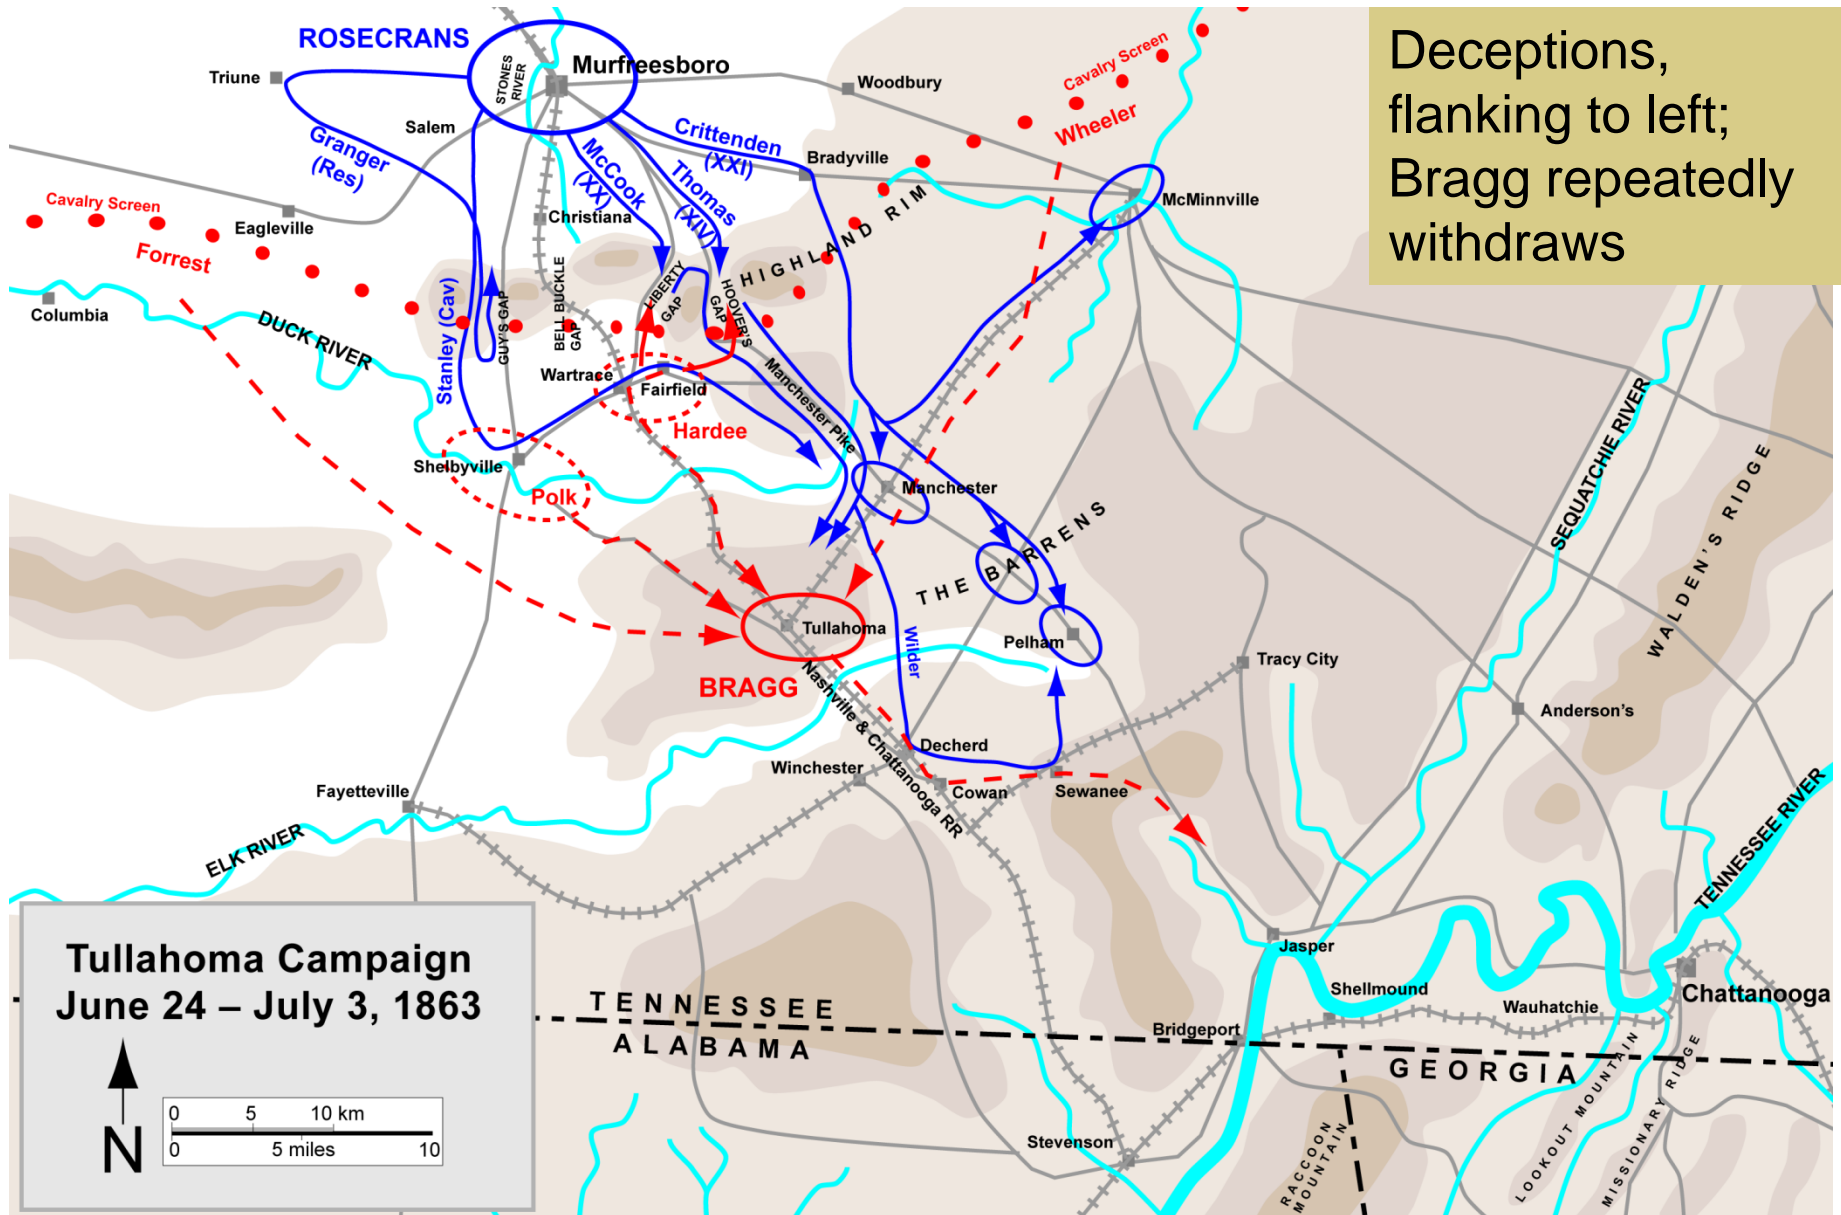 Deceptions,
flanking to left;
Bragg repeatedly
withdraws
ROSECRANS
Triune
STONES
RIVER
Murfreesboro
Woodbury
Cavalry Screen
Wheeler
Salem
Granger
(Res)
McCook
(XX)
Thomas
(XIV)
Crittenden
(XXI)
Bradyville
McMinnville
Cavalry Screen
Forrest
Eagleville
Christiana
HIGHLAND RIM
Columbia
DUCK RIVER
Stanley (Cav)
GUY'S GAP
BELL BUCKLE
GAP
LIBERTY
GAP
HOOVER'S
GAP
Wartrace
Fairfield
Hardee
Manchester Pike
Shelbyville
Polk
Manchester
THE BARRENS
SEQUATCHIE RIVER
WALDEN'S RIDGE
Tullahoma
BRAGG
Wilder
Pelham
Tracy City
Nashville & Chattanooga RR
Anderson's
Decherd
Winchester
Cowan
Sewanee
Fayetteville
ELK RIVER
TENNESSEE RIVER
Jasper
Shellmound
Wauhatchie
Chattanooga
Bridgeport
TENNESSEE
ALABAMA
GEORGIA
LOOKOUT MOUNTAIN
MISSIONARY RIDGE
RACCOON
MOUNTAIN
Stevenson
Tullahoma Campaign
June 24 – July 3, 1863
N
0 5 10 km
0 5 miles 10